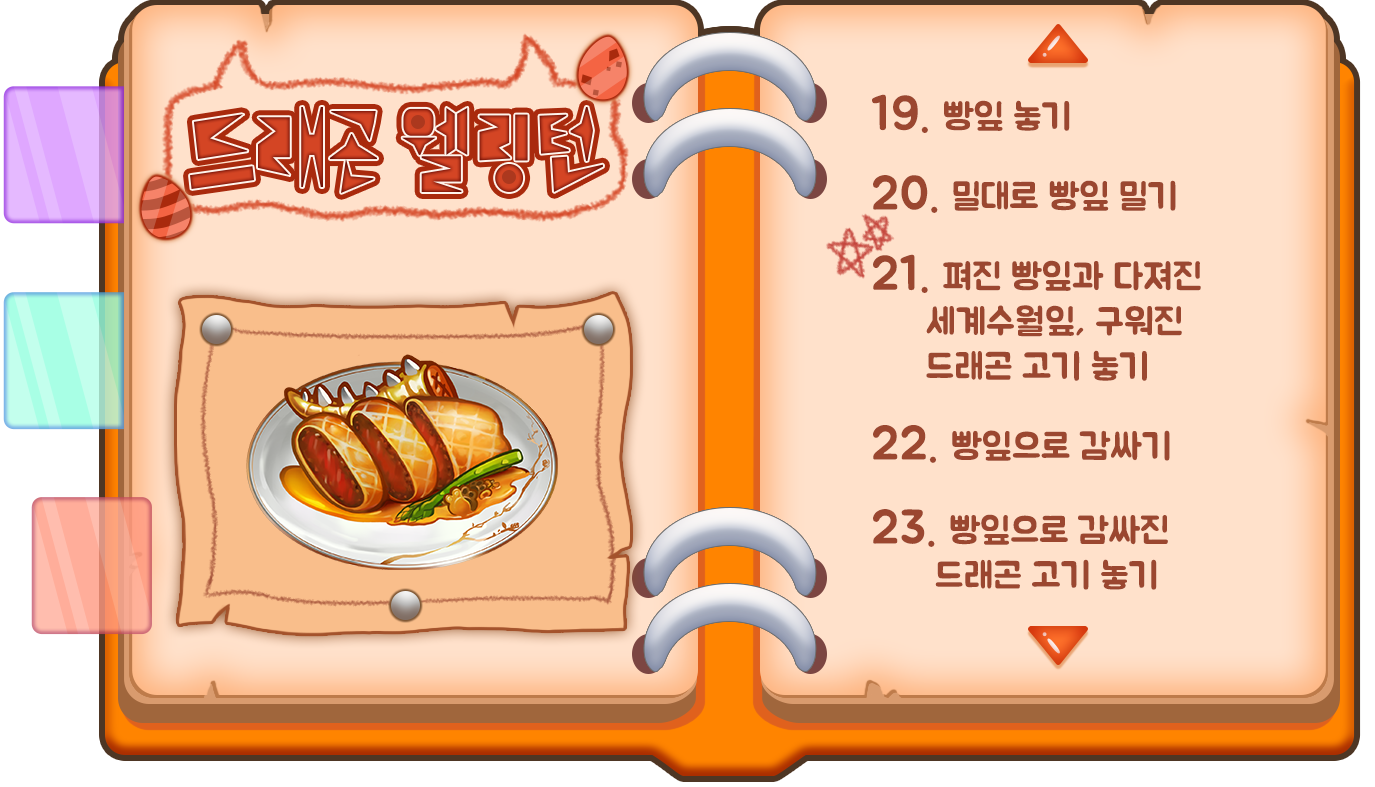 드래곤 웰링턴
19. 빵잎 놓기
20. 밀대로 빵잎 밀기
21. 펴진 빵잎과 다져진
세계수월잎, 구워진
드래곤 고기 놓기
22. 빵잎으로 감싸기
23. 빵잎으로 감싸진
드래곤 고기 놓기